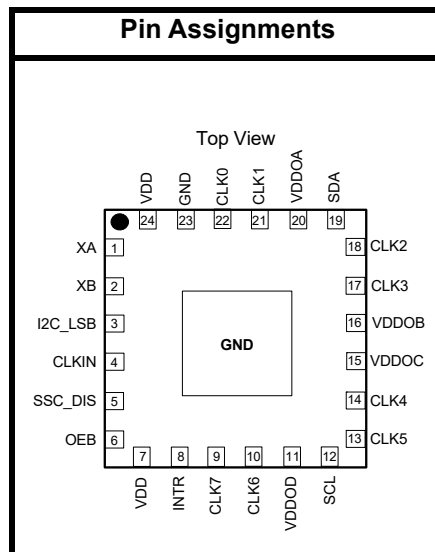 Pin Assignments
Top View
VDD
GND
CLK0
CLK1
VDDOA
SDA
24
23
22
21
20
19
XA 1
XB 2
I2C_LSB 3
CLKIN 4
SSC_DIS 5
OEB 6
GND
18 CLK2
17 CLK3
16 VDDOB
15 VDDOC
14 CLK4
13 CLK5
7
8
9
10
11
12
VDD
INTR
CLK7
CLK6
VDDOD
SCL